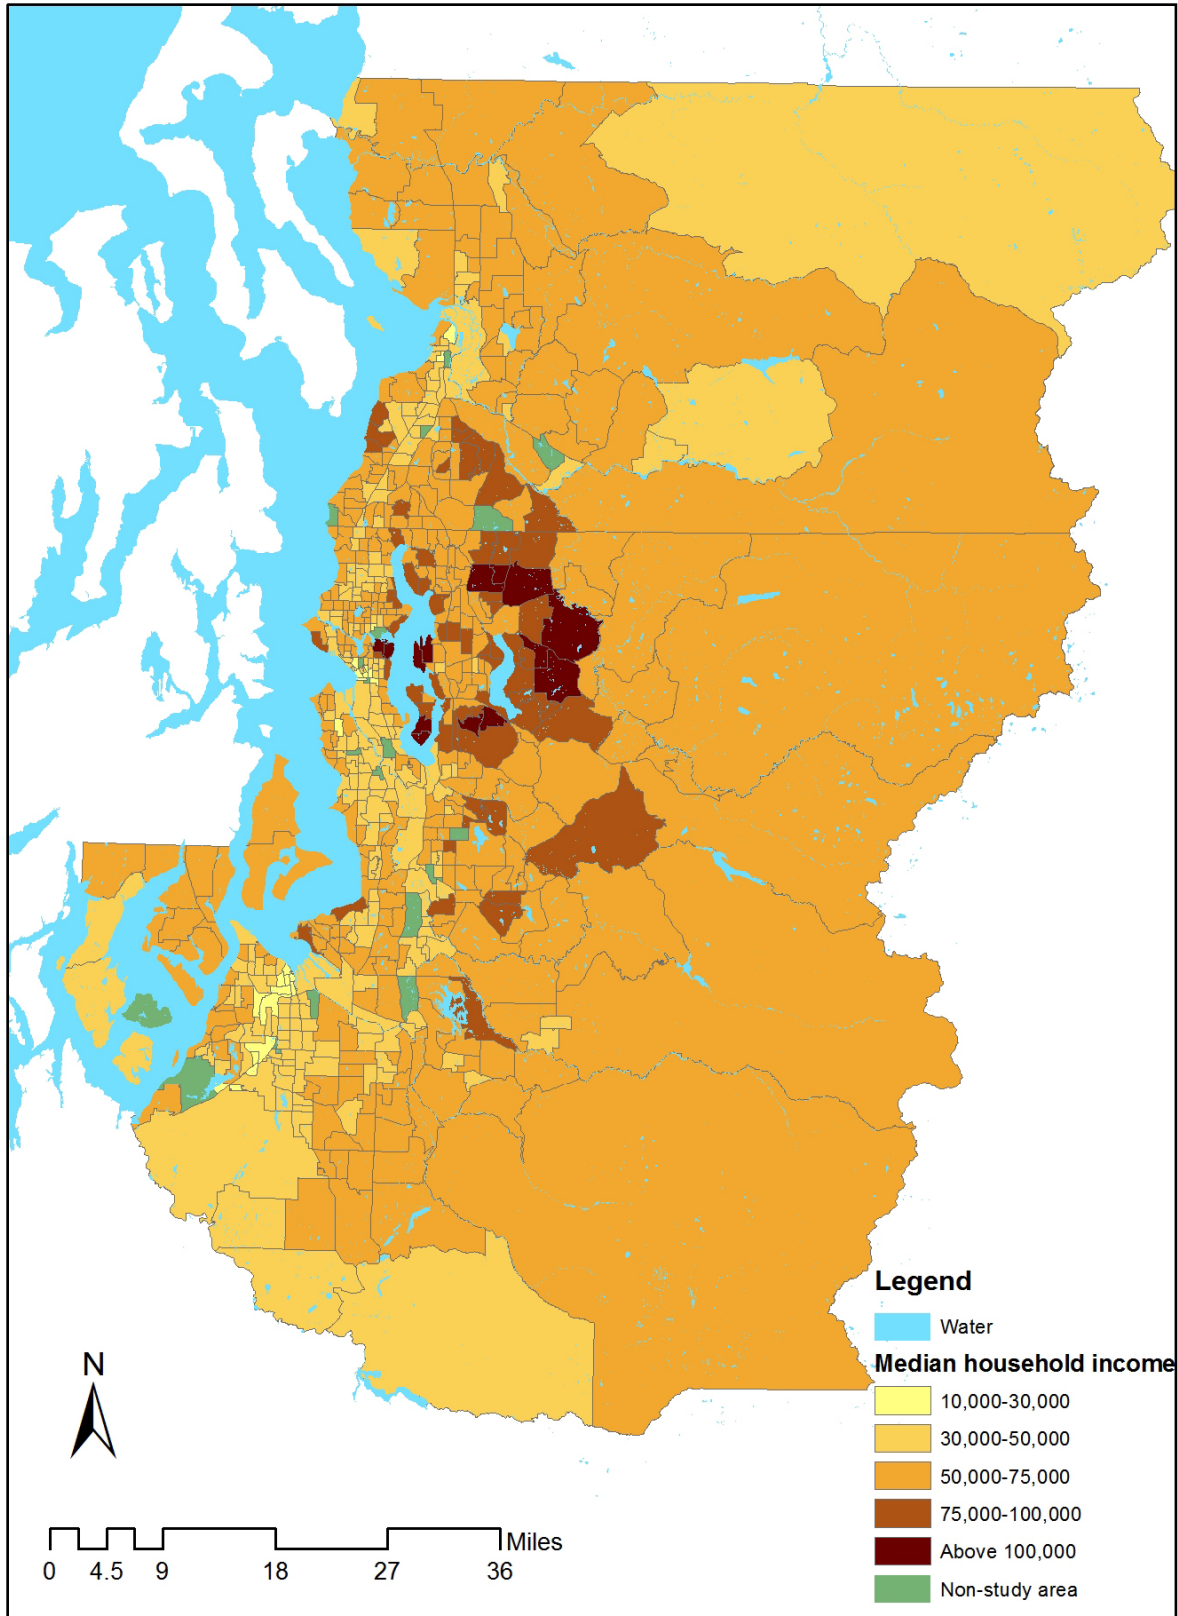 Legend
Water
Median household income
10,000-30,000
30,000-50,000
50,000-75,000
75,000-100,000
Above 100,000
Non-study area
N
Miles
0 4.5 9 18 27 36